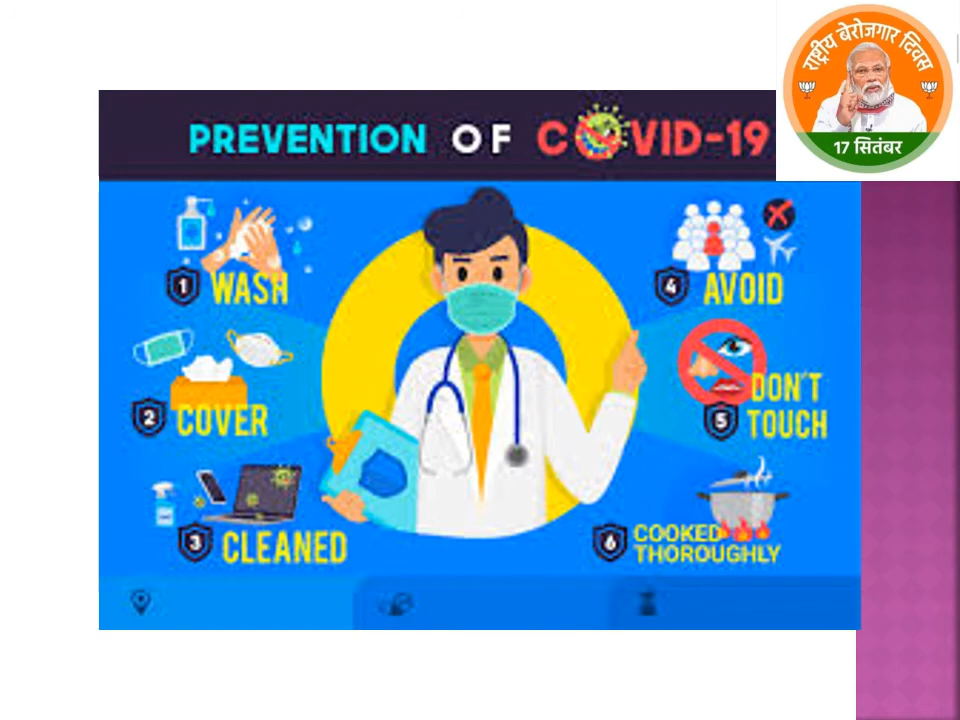 राष्ट्रीय बेरोजगार दिवस
17 सितंबर
PREVENTION OF COVID-19
1 WASH
2 COVER
3 CLEANED
4 AVOID
5 DON'T
TOUCH
6 COOKED
THOROUGHLY